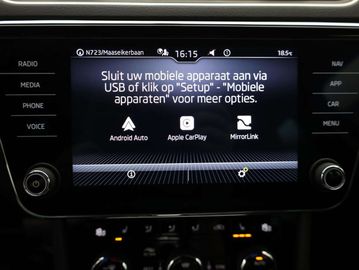 N723/Maaseikerbaan
16:15
18.5°C
RADIO
MEDIA
PHONE
VOICE
NAV
APP
CAR
MENU
Sluit uw mobiele apparaat aan via
USB of klik op "Setup" - "Mobiele
apparaten" voor meer opties.
Android Auto
Apple CarPlay
MirrorLink